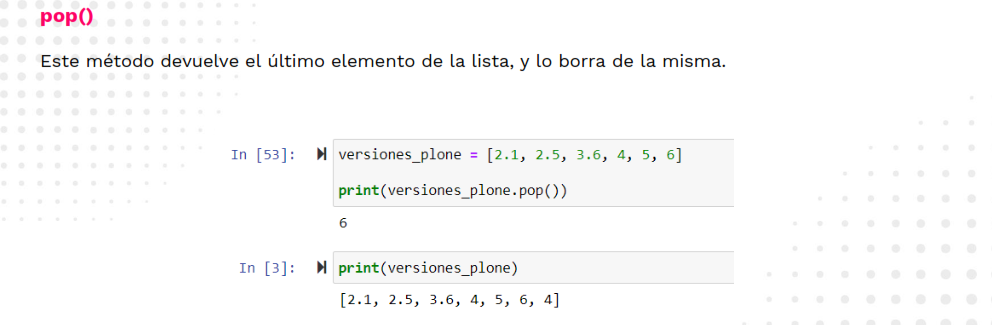 pop()
Este método devuelve el último elemento de la lista, y lo borra de la misma.
In [53]: versiones_plone = [2.1, 2.5, 3.6, 4, 5, 6]
print(versiones_plone.pop())
6
In [3]: print(versiones_plone)
[2.1, 2.5, 3.6, 4, 5, 6, 4]